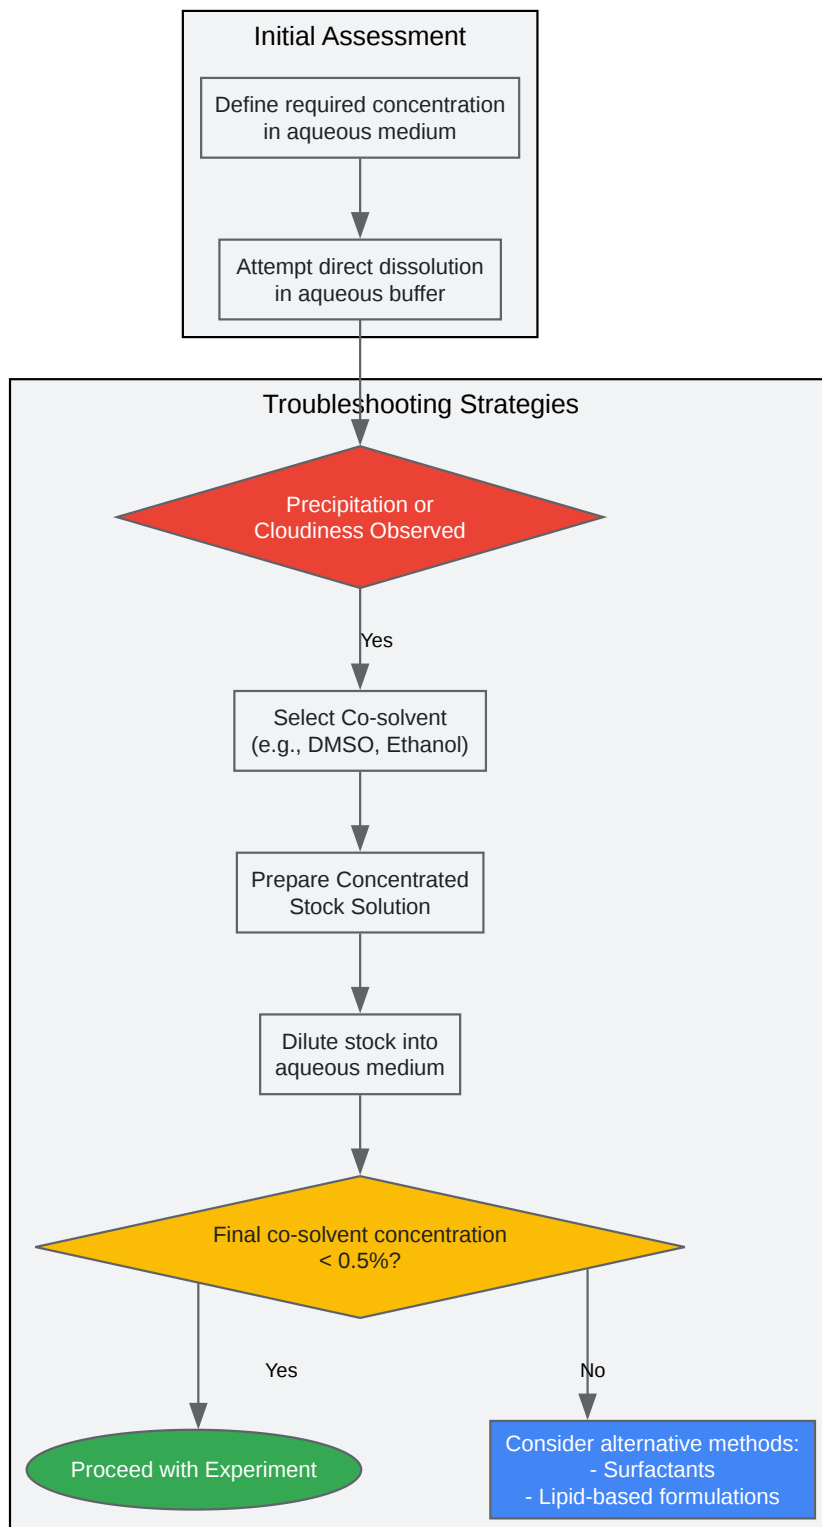 Initial Assessment
Define required concentration
in aqueous medium
Attempt direct dissolution
in aqueous buffer
Troubleshooting Strategies
Precipitation or
Cloudiness Observed
Yes
Select Co-solvent
(e.g., DMSO, Ethanol)
Prepare Concentrated
Stock Solution
Dilute stock into
aqueous medium
Final co-solvent concentration
< 0.5%?
Yes
No
Proceed with Experiment
Consider alternative methods:
- Surfactants
- Lipid-based formulations